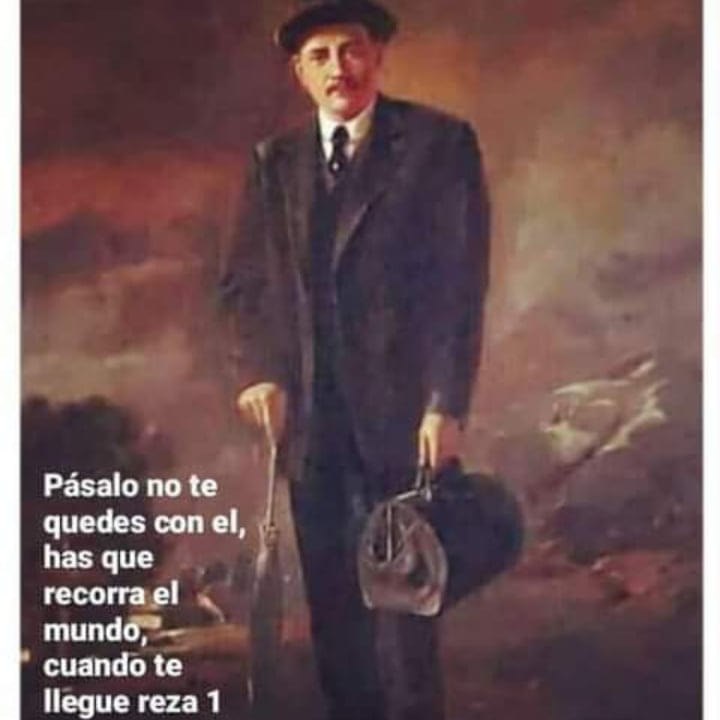 Pásalo no te
quedes con el,
has que
recorra el
mundo,
cuando te
llegue reza 1